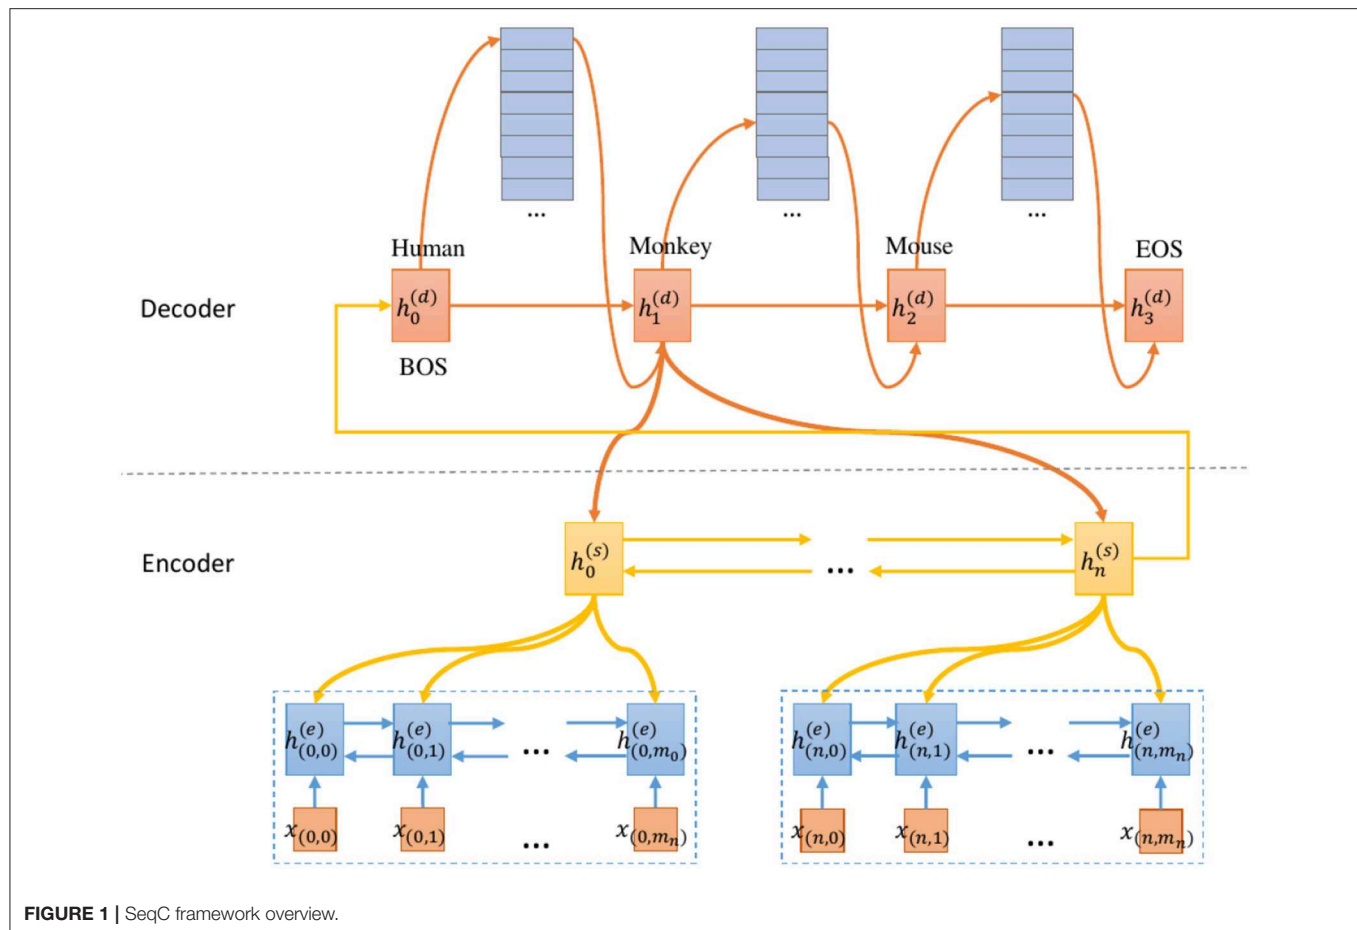 ... ... ...
Human Monkey Mouse EOS
Decoder h_0^{(d)} h_1^{(d)} h_2^{(d)} h_3^{(d)}
BOS
Encoder h_0^{(s)} ... h_n^{(s)}
h_{(0,0)}^{(e)} h_{(0,1)}^{(e)} ... h_{(0,m_0)}^{(e)} h_{(n,0)}^{(e)} h_{(n,1)}^{(e)} ... h_{(n,m_n)}^{(e)}
x_{(0,0)} x_{(0,1)} ... x_{(0,m_n)} x_{(n,0)} x_{(n,1)} ... x_{(n,m_n)}
FIGURE 1 | SeqC framework overview.